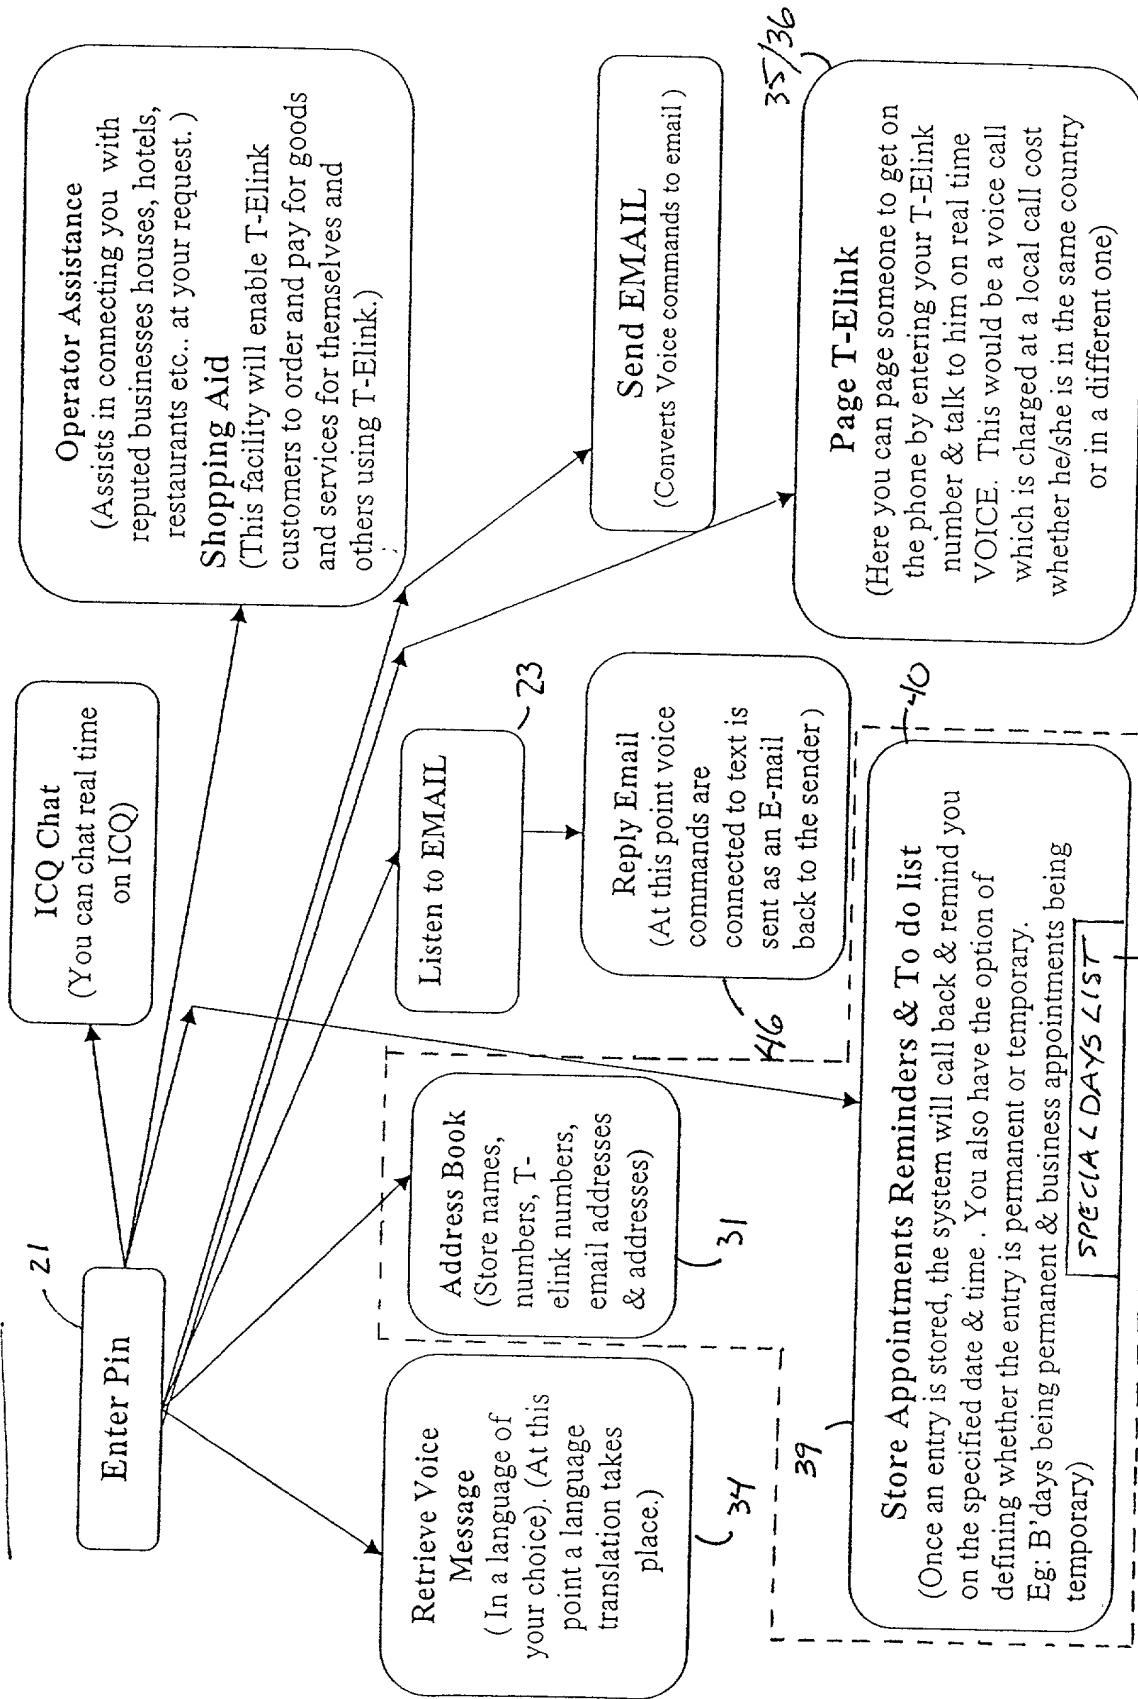 21
Enter Pin
ICQ Chat
(You can chat real time
on ICQ)
Operator Assistance
(Assists in connecting you with
reputed businesses houses, hotels,
restaurants etc.. at your request. )
Shopping Aid
(This facility will enable T-Elink
customers to order and pay for goods
and services for themselves and
others using T-Elink.)
Retrieve Voice
Message
( In a language of
your choice). (At this
point a language
translation takes
place.)
34
Address Book
(Store names,
numbers, T-
elink numbers,
email addresses
& addresses)
31
Listen to EMAIL
23
Reply Email
(At this point voice
commands are
connected to text is
sent as an E-mail
back to the sender )
46
Send EMAIL
(Converts Voice commands to email )
35/36
Page T-Elink
(Here you can page someone to get on
the phone by entering your T-Elink
number & talk to him on real time
VOICE. This would be a voice call
which is charged at a local call cost
whether he/she is in the same country
or in a different one)
39
40
Store Appointments Reminders & To do list
(Once an entry is stored, the system will call back & remind you
on the specified date & time . You also have the option of
defining whether the entry is permanent or temporary.
Eg: B'days being permanent & business appointments being
temporary)
SPECIAL DAYS LIST